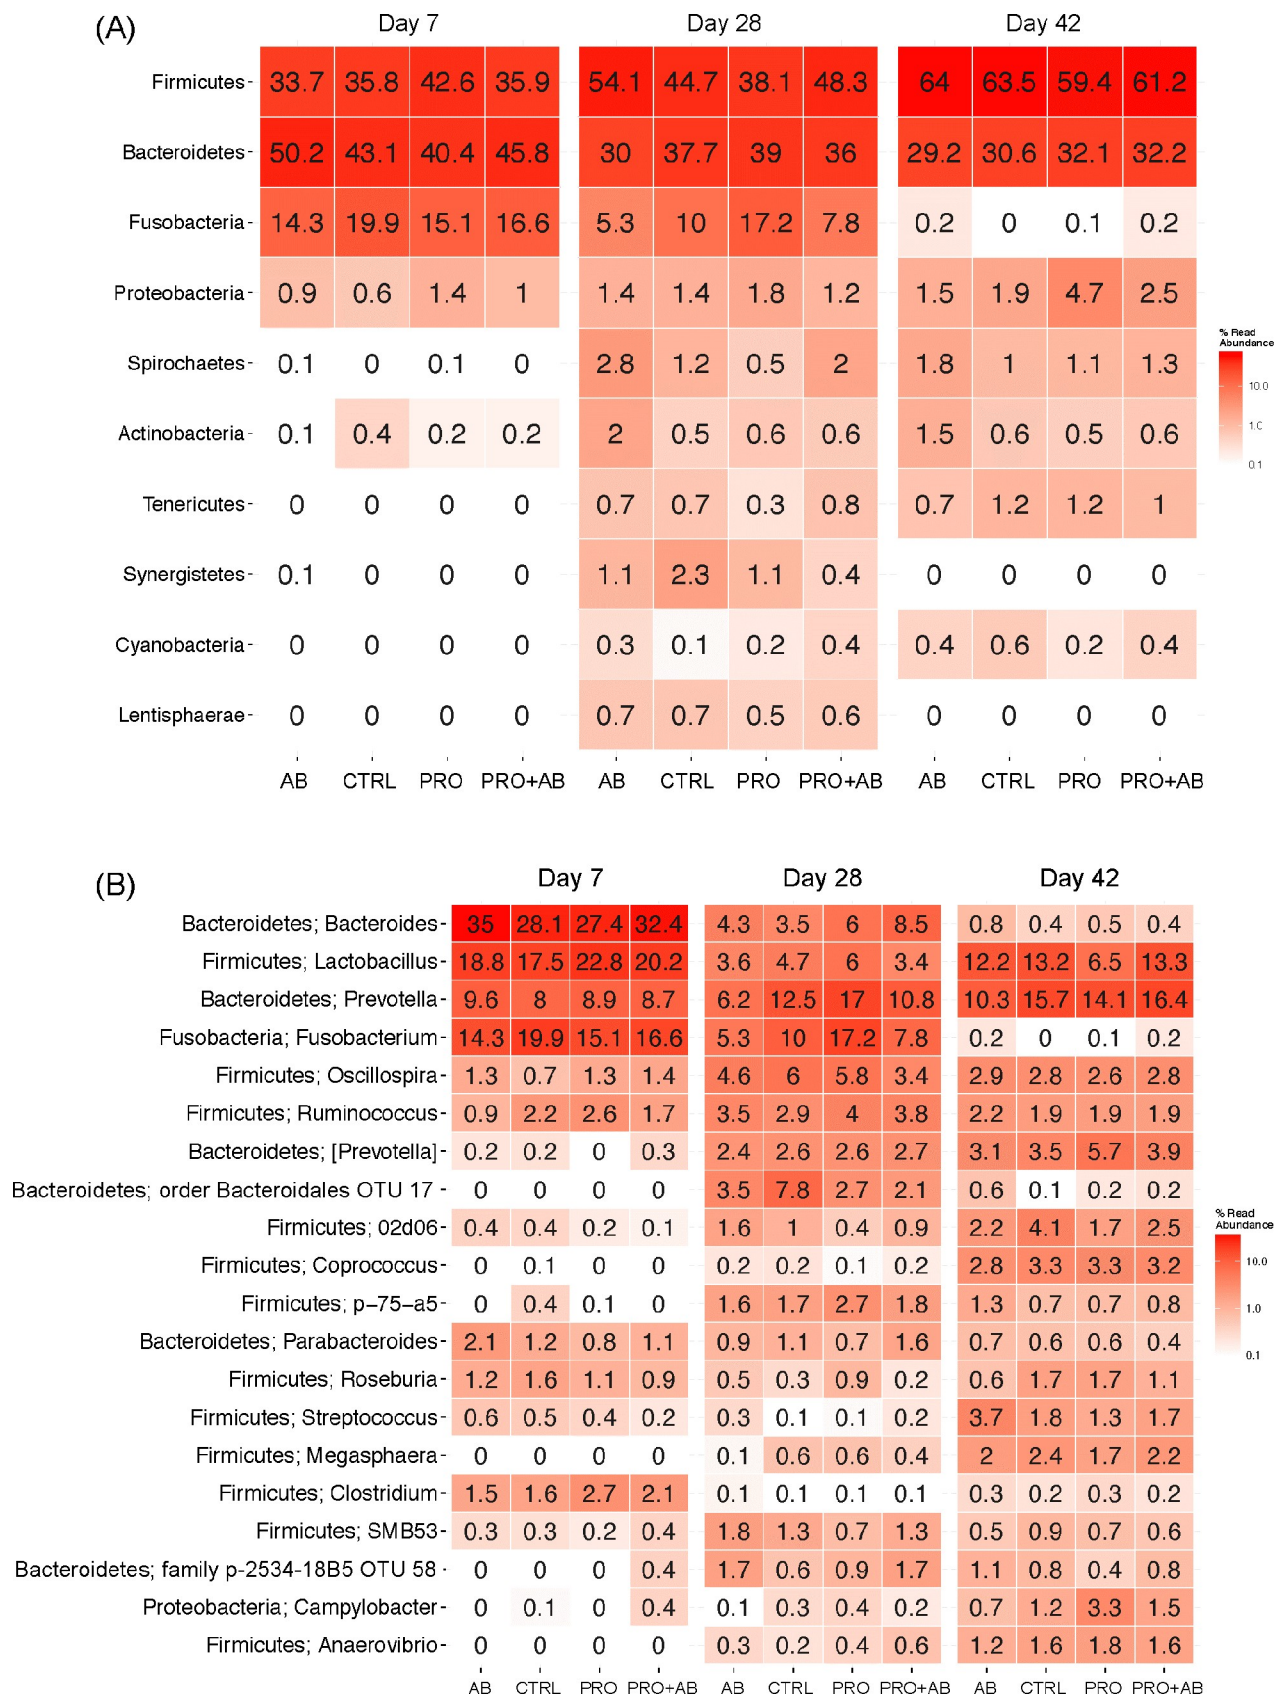 (A)
Day 7 Day 28 Day 42
Firmicutes 33.7 35.8 42.6 35.9 54.1 44.7 38.1 48.3 64 63.5 59.4 61.2
Bacteroidetes 50.2 43.1 40.4 45.8 30 37.7 39 36 29.2 30.6 32.1 32.2
Fusobacteria 14.3 19.9 15.1 16.6 5.3 10 17.2 7.8 0.2 0 0.1 0.2
Proteobacteria 0.9 0.6 1.4 1 1.4 1.4 1.8 1.2 1.5 1.9 4.7 2.5
Spirochaetes 0.1 0 0.1 0 2.8 1.2 0.5 2 1.8 1 1.1 1.3
Actinobacteria 0.1 0.4 0.2 0.2 2 0.5 0.6 0.6 1.5 0.6 0.5 0.6
Tenericutes 0 0 0 0 0.7 0.7 0.3 0.8 0.7 1.2 1.2 1
Synergistetes 0.1 0 0 0 1.1 2.3 1.1 0.4 0 0 0 0
Cyanobacteria 0 0 0 0 0.3 0.1 0.2 0.4 0.4 0.6 0.2 0.4
Lentisphaerae 0 0 0 0 0.7 0.7 0.5 0.6 0 0 0 0
AB CTRL PRO PRO+AB AB CTRL PRO PRO+AB AB CTRL PRO PRO+AB
% Read
Abundance
10.0
1.0
0.1
(B)
Day 7 Day 28 Day 42
Bacteroidetes; Bacteroides 35 28.1 27.4 32.4 4.3 3.5 6 8.5 0.8 0.4 0.5 0.4
Firmicutes; Lactobacillus 18.8 17.5 22.8 20.2 3.6 4.7 6 3.4 12.2 13.2 6.5 13.3
Bacteroidetes; Prevotella 9.6 8 8.9 8.7 6.2 12.5 17 10.8 10.3 15.7 14.1 16.4
Fusobacteria; Fusobacterium 14.3 19.9 15.1 16.6 5.3 10 17.2 7.8 0.2 0 0.1 0.2
Firmicutes; Oscillospira 1.3 0.7 1.3 1.4 4.6 6 5.8 3.4 2.9 2.8 2.6 2.8
Firmicutes; Ruminococcus 0.9 2.2 2.6 1.7 3.5 2.9 4 3.8 2.2 1.9 1.9 1.9
Bacteroidetes; [Prevotella] 0.2 0.2 0 0.3 2.4 2.6 2.6 2.7 3.1 3.5 5.7 3.9
Bacteroidetes; order Bacteroidales OTU 17 0 0 0 0 3.5 7.8 2.7 2.1 0.6 0.1 0.2 0.2
Firmicutes; 02d06 0.4 0.4 0.2 0.1 1.6 1 0.4 0.9 2.2 4.1 1.7 2.5
Firmicutes; Coprococcus 0 0.1 0 0 0.2 0.2 0.1 0.2 2.8 3.3 3.3 3.2
Firmicutes; p−75−a5 0 0.4 0.1 0 1.6 1.7 2.7 1.8 1.3 0.7 0.7 0.8
Bacteroidetes; Parabacteroides 2.1 1.2 0.8 1.1 0.9 1.1 0.7 1.6 0.7 0.6 0.6 0.4
Firmicutes; Roseburia 1.2 1.6 1.1 0.9 0.5 0.3 0.9 0.2 0.6 1.7 1.7 1.1
Firmicutes; Streptococcus 0.6 0.5 0.4 0.2 0.3 0.1 0.1 0.2 3.7 1.8 1.3 1.7
Firmicutes; Megasphaera 0 0 0 0 0.1 0.6 0.6 0.4 2 2.4 1.7 2.2
Firmicutes; Clostridium 1.5 1.6 2.7 2.1 0.1 0.1 0.1 0.1 0.3 0.2 0.3 0.2
Firmicutes; SMB53 0.3 0.3 0.2 0.4 1.8 1.3 0.7 1.3 0.5 0.9 0.7 0.6
Bacteroidetes; family p-2534-18B5 OTU 58 0 0 0 0.4 1.7 0.6 0.9 1.7 1.1 0.8 0.4 0.8
Proteobacteria; Campylobacter 0 0.1 0 0.4 0.1 0.3 0.4 0.2 0.7 1.2 3.3 1.5
Firmicutes; Anaerovibrio 0 0 0 0 0.3 0.2 0.4 0.6 1.2 1.6 1.8 1.6
AB CTRL PRO PRO+AB AB CTRL PRO PRO+AB AB CTRL PRO PRO+AB
% Read
Abundance
10.0
1.0
0.1